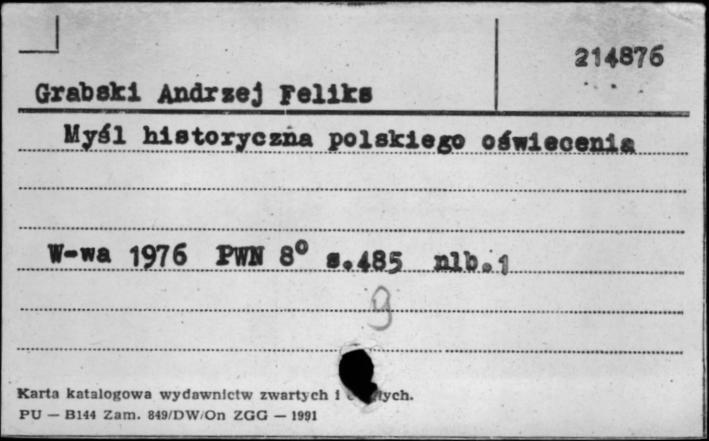 214876
Grabski Andrzej Feliks
Myśl historyczna polskiego oświecenia
W-wa 1976 PWN 8° s.485 nlb.1
9
Karta katalogowa wydawnictw zwartych i
PU — B144 Zam. 849/DW/On ZGG — 1991